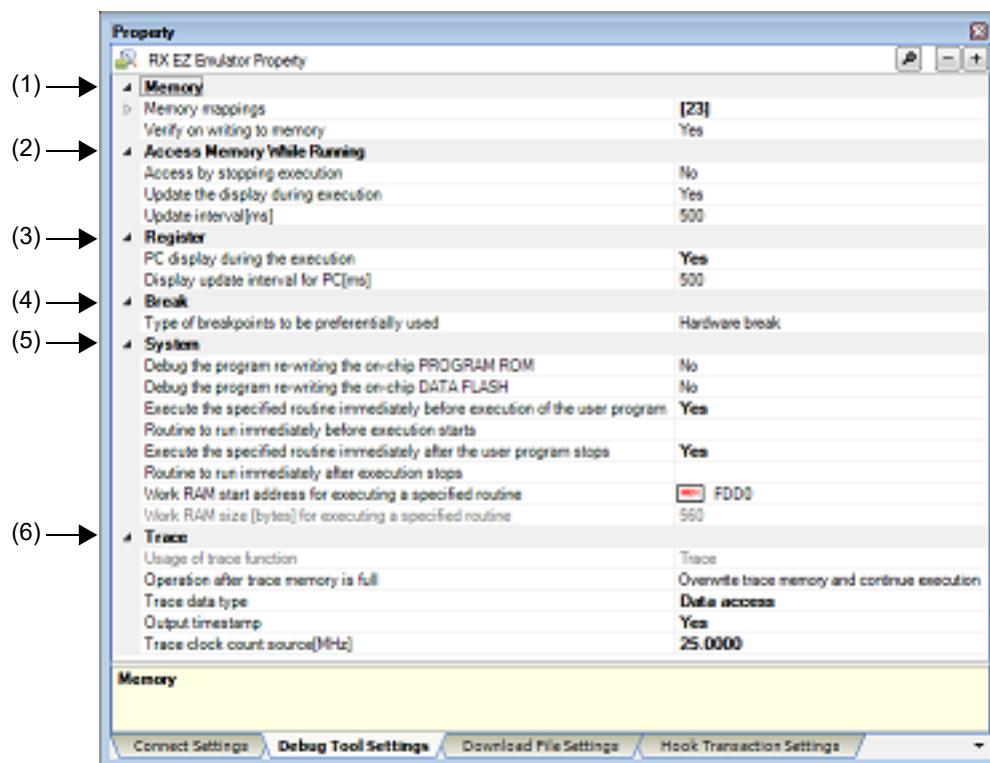 Property
RX EZ Emulator Property
(1) Memory
Memory mappings [23]
Verify on writing to memory Yes
(2) Access Memory While Running
Access by stopping execution No
Update the display during execution Yes
Update interval[ms] 500
(3) Register
PC display during the execution Yes
Display update interval for PC[ms] 500
(4) Break
Type of breakpoints to be preferentially used Hardware break
(5) System
Debug the program re-writing the on-chip PROGRAM ROM No
Debug the program re-writing the on-chip DATA FLASH No
Execute the specified routine immediately before execution of the user program Yes
Routine to run immediately before execution starts
Execute the specified routine immediately after the user program stops Yes
Routine to run immediately after execution stops
Work RAM start address for executing a specified routine FDD0
Work RAM size [bytes] for executing a specified routine 560
(6) Trace
Usage of trace function Trace
Operation after trace memory is full Overwrite trace memory and continue execution
Trace data type Data access
Output timestamp Yes
Trace clock count source[MHz] 25.0000
Memory
Connect Settings Debug Tool Settings Download File Settings Hook Transaction Settings